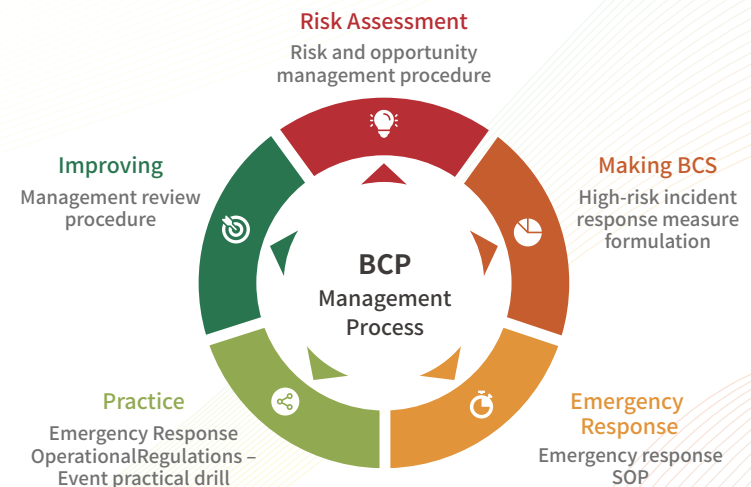 Risk Assessment
Risk and opportunity
management procedure
Improving
Management review
procedure
Making BCS
High-risk incident
response measure
formulation
BCP
Management
Process
Practice
Emergency Response
OperationalRegulations –
Event practical drill
Emergency
Response
Emergency response
SOP